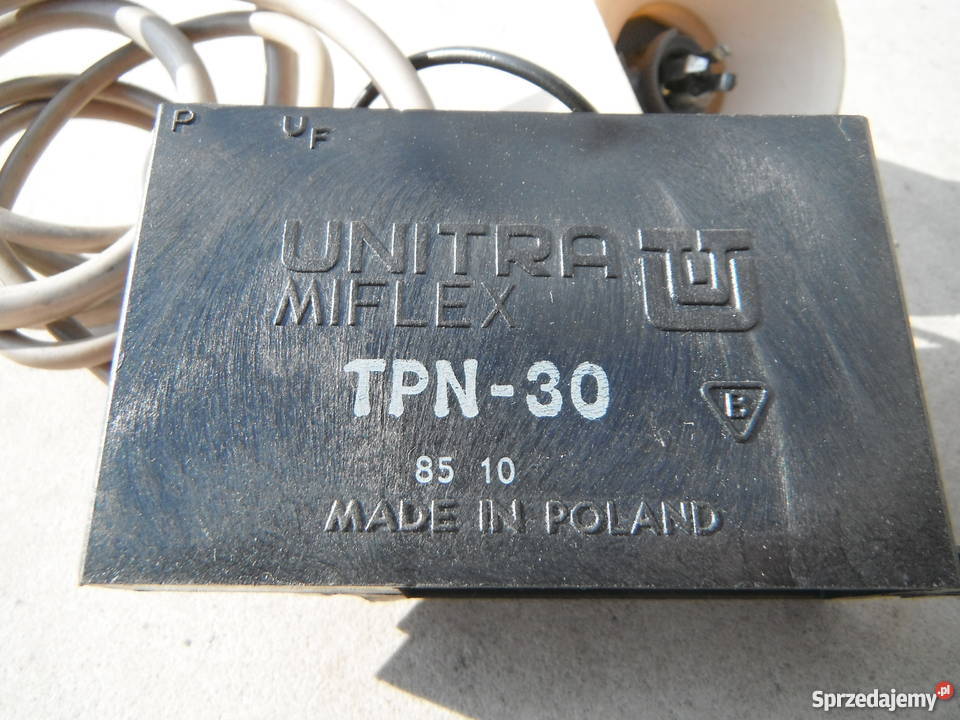 P UF
UNITRA
MIFLEX
TPN-30
B
85 10
MADE IN POLAND
Sprzedajemy.pl